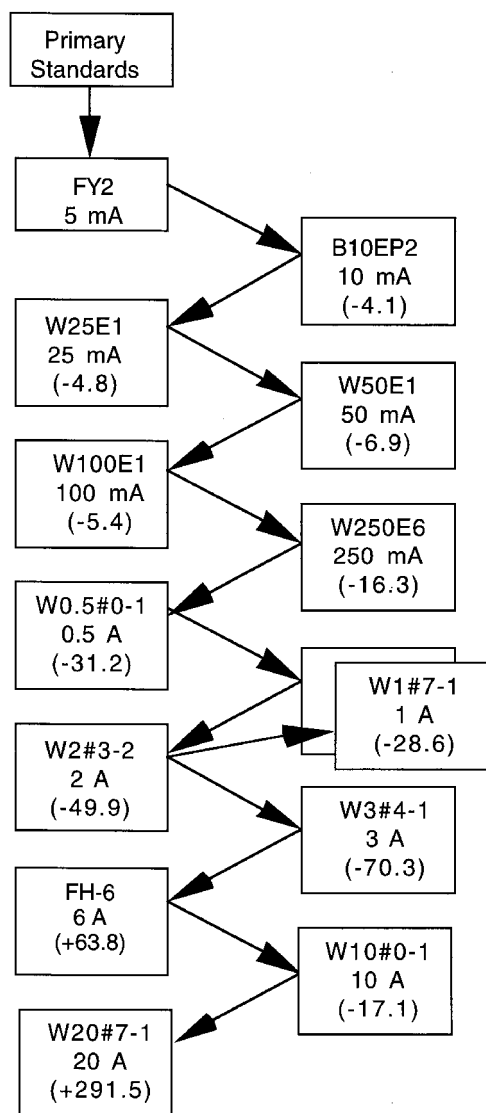 Primary
Standards
FY2
5 mA
B10EP2
10 mA
(-4.1)
W25E1
25 mA
(-4.8)
W50E1
50 mA
(-6.9)
W100E1
100 mA
(-5.4)
W250E6
250 mA
(-16.3)
W0.5#0-1
0.5 A
(-31.2)
W1#7-1
1 A
(-28.6)
W2#3-2
2 A
(-49.9)
W3#4-1
3 A
(-70.3)
FH-6
6 A
(+63.8)
W10#0-1
10 A
(-17.1)
W20#7-1
20 A
(+291.5)